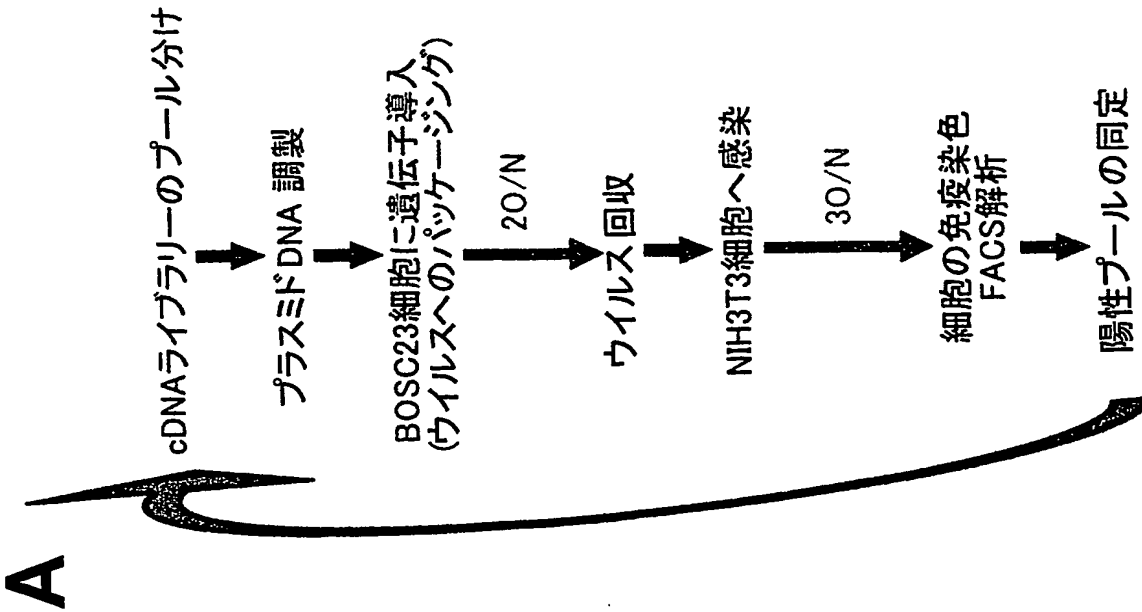 A
cDNAライブラリーのプール分け
プラスミドDNA 調製
BOSC23細胞に遺伝子導入
(ウイルスへのパッケージング)
2O/N
ウイルス回収
NIH3T3細胞へ感染
3O/N
細胞の免疫染色
FACS解析
陽性プールの同定